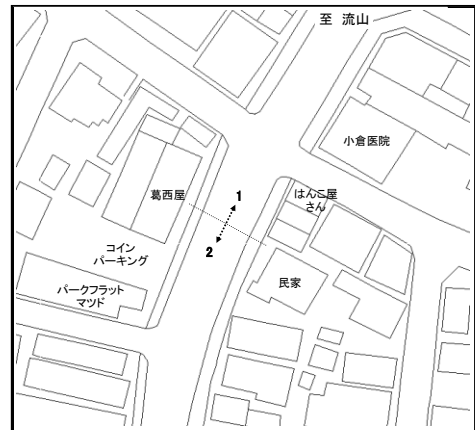 至 流山
小倉医院
葛西屋
はんこ屋
さん
1
2
コイン
パーキング
民家
パークフラット
マツド